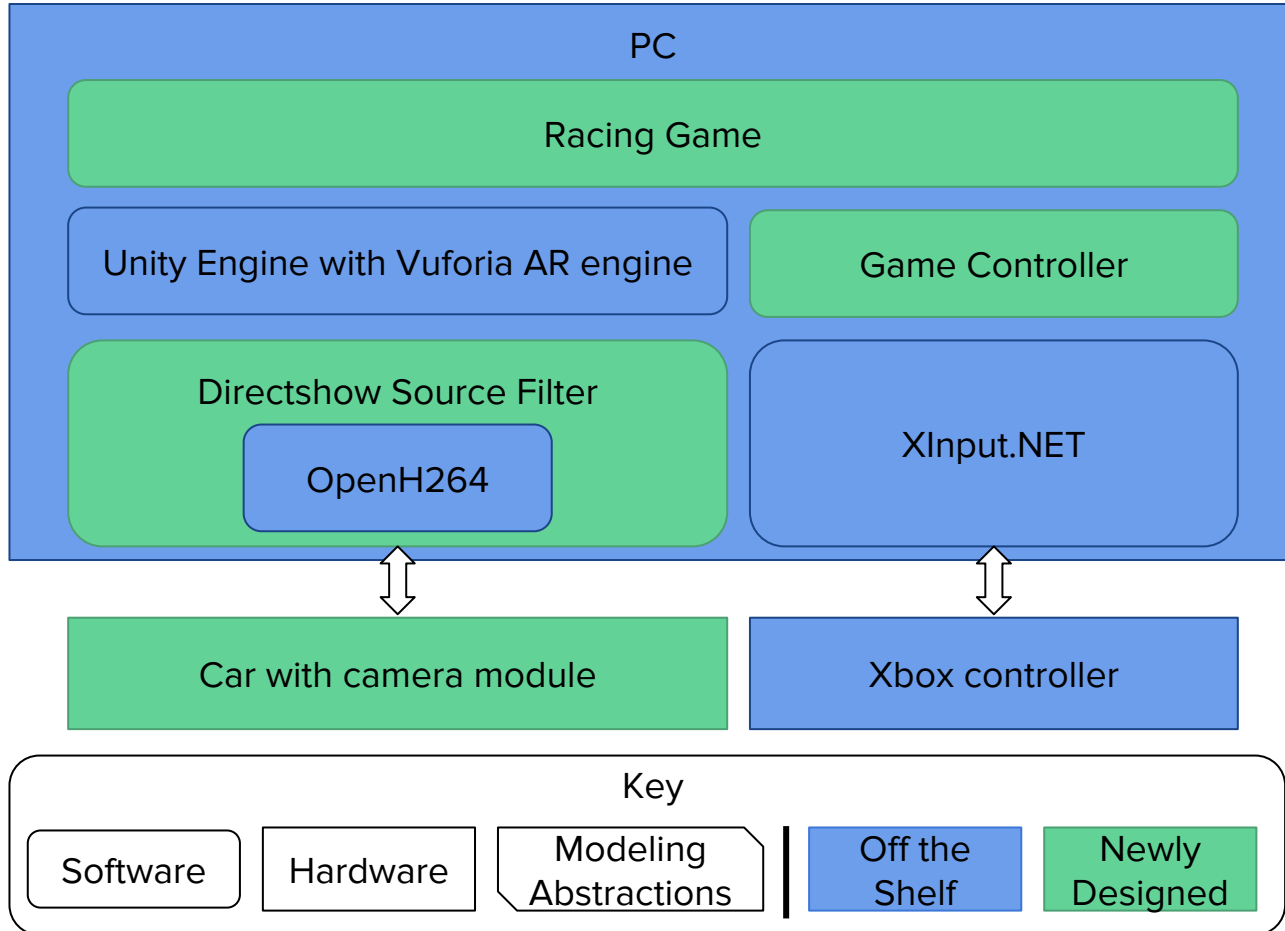 PC
Racing Game
Unity Engine with Vuforia AR engine
Game Controller
Directshow Source Filter
OpenH264
XInput.NET
Car with camera module
Xbox controller
Key
Software
Hardware
Modeling
Abstractions
Off the
Shelf
Newly
Designed